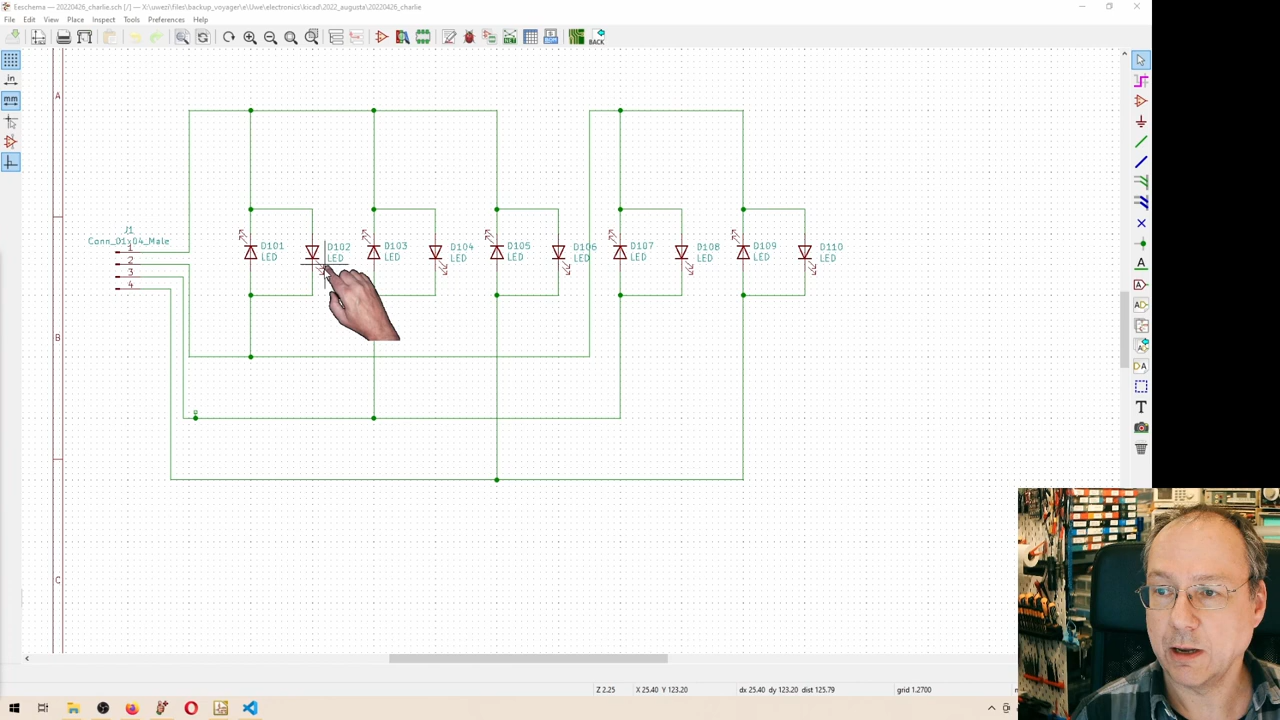 Eeschema — 20220426_charlie.sch [/] — X:\uwezi\files\backup_voyager\e\Uwe\electronics\kicad\2022_augusta\20220426_charlie
File Edit View Place Inspect Tools Preferences Help
BACK
in
mm
A
B
C
J1
Conn_01x04_Male
1
2
3
4
D101
LED
D102
LED
D103
LED
D104
LED
D105
LED
D106
LED
D107
LED
D108
LED
D109
LED
D110
LED
A
T
Z 2.25 X 25.40 Y 123.20 dx 25.40 dy 123.20 dist 125.79 grid 1.2700